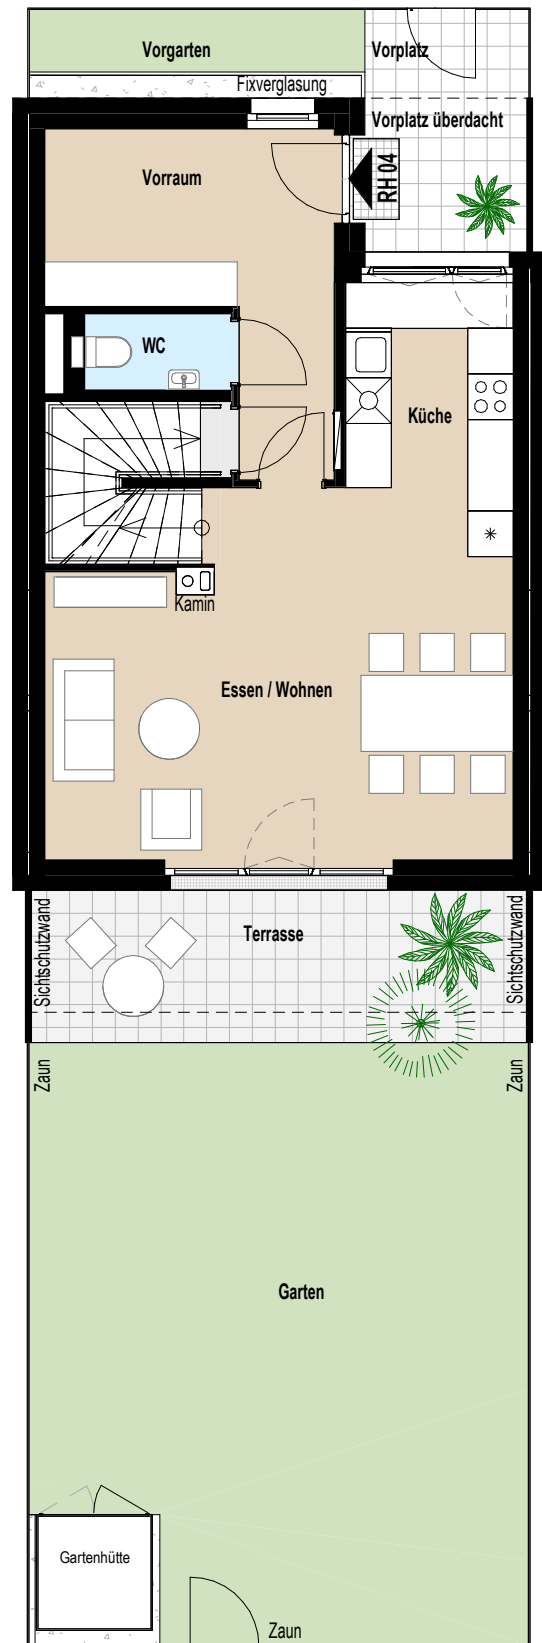 Vorgarten
Vorplatz
Fixverglasung
Vorplatz überdacht
Vorraum
RH 04
WC
Küche
Kamin
Essen / Wohnen
Terrasse
Sichtschutzwand
Sichtschutzwand
Zaun
Zaun
Garten
Gartenhütte
Zaun